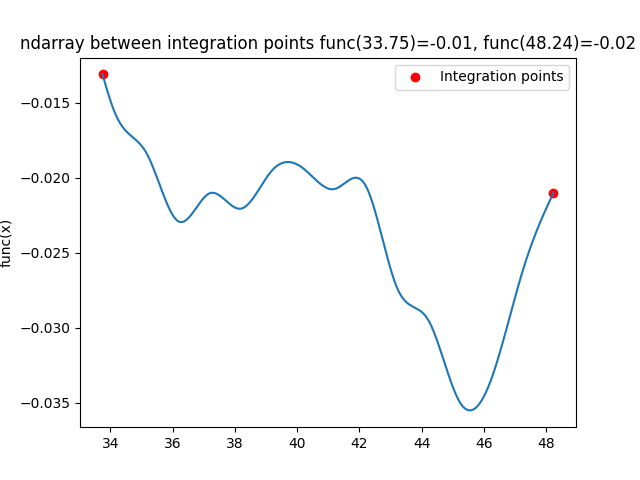 ndarray between integration points func(33.75)=-0.01, func(48.24)=-0.02
Integration points
func(x)
−0.015
−0.020
−0.025
−0.030
−0.035
34 36 38 40 42 44 46 48